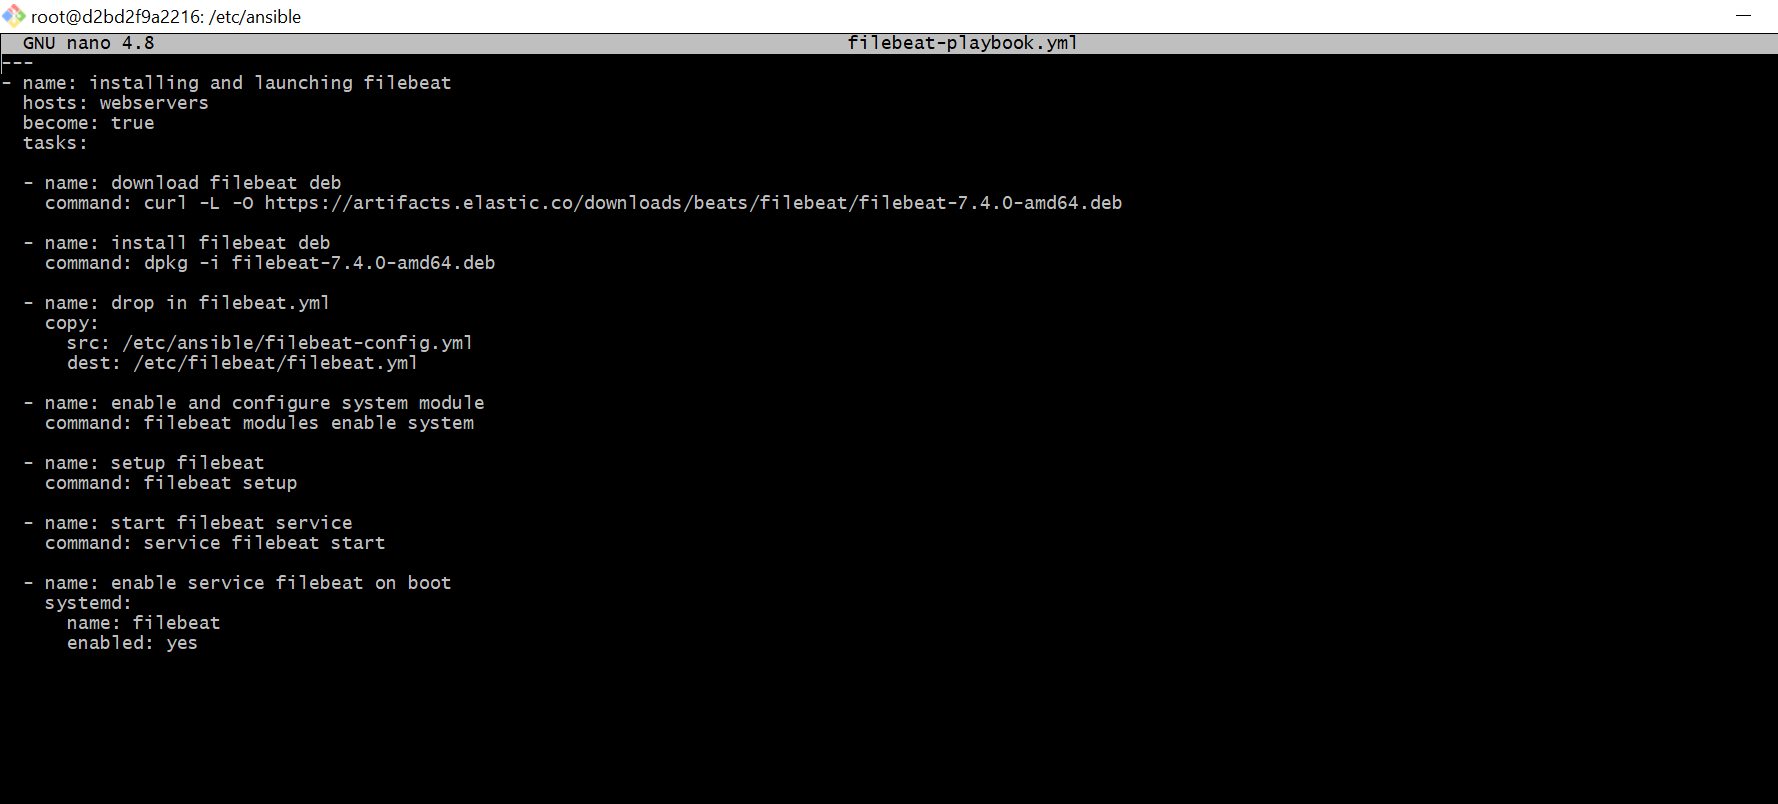 root@d2bd2f9a2216: /etc/ansible
GNU nano 4.8 filebeat-playbook.yml
---
- name: installing and launching filebeat
  hosts: webservers
  become: true
  tasks:

  - name: download filebeat deb
    command: curl -L -O https://artifacts.elastic.co/downloads/beats/filebeat/filebeat-7.4.0-amd64.deb

  - name: install filebeat deb
    command: dpkg -i filebeat-7.4.0-amd64.deb

  - name: drop in filebeat.yml
    copy:
      src: /etc/ansible/filebeat-config.yml
      dest: /etc/filebeat/filebeat.yml

  - name: enable and configure system module
    command: filebeat modules enable system

  - name: setup filebeat
    command: filebeat setup

  - name: start filebeat service
    command: service filebeat start

  - name: enable service filebeat on boot
    systemd:
      name: filebeat
      enabled: yes